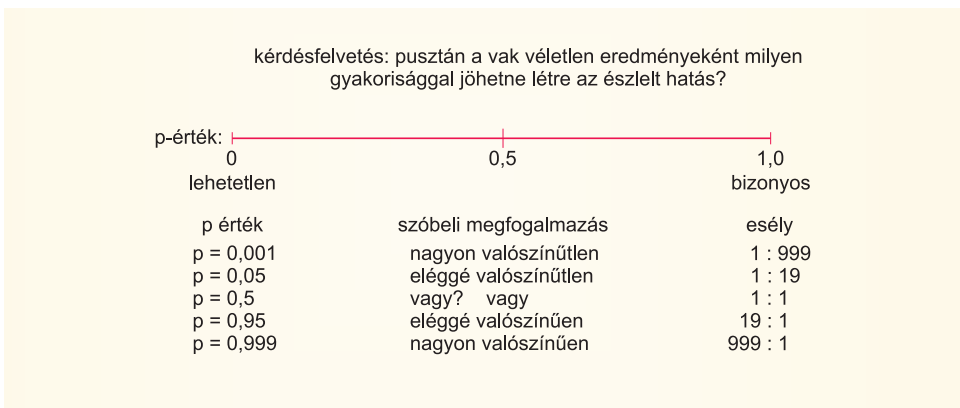 kérdésfelvetés: pusztán a vak véletlen eredményeként milyen
gyakorisággal jöhetne létre az észlelt hatás?
p-érték:
0 0,5 1,0
lehetetlen bizonyos
p érték szóbeli megfogalmazás esély
p = 0,001 nagyon valószínűtlen 1 : 999
p = 0,05 eléggé valószínűtlen 1 : 19
p = 0,5 vagy? vagy 1 : 1
p = 0,95 eléggé valószínűen 19 : 1
p = 0,999 nagyon valószínűen 999 : 1